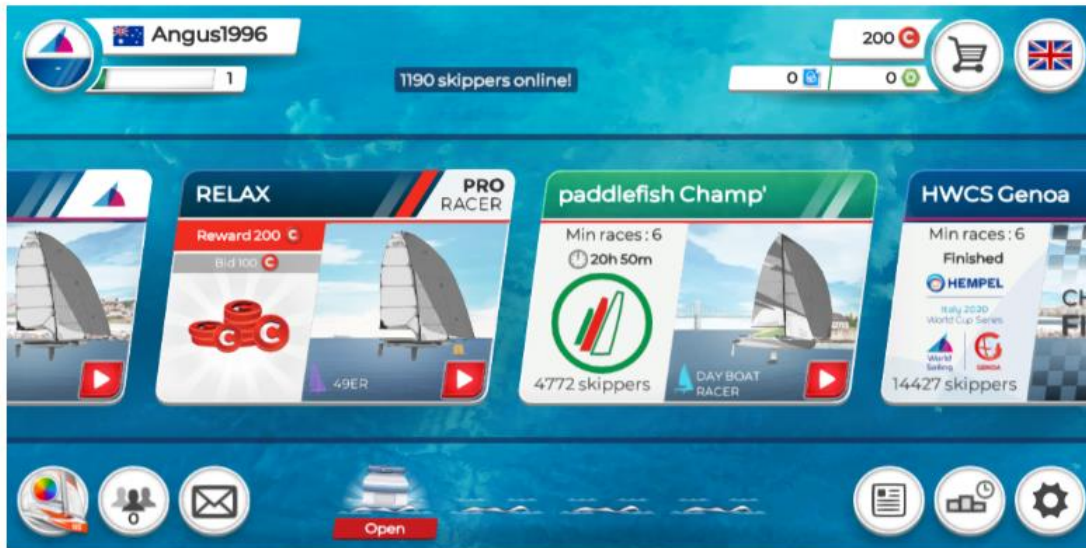 Angus1996
1
1190 skippers online!
200 C
0
0
RELAX
PRO
RACER
Reward 200 C
Bid 100 C
C
C
49ER
paddlefish Champ'
Min races : 6
20h 50m
4772 skippers
DAY BOAT
RACER
HWCS Genoa
Min races : 6
Finished
HEMPEL
Italy 2020
World Cup Series
World
Sailing
GENOA
14427 skippers
0
Open